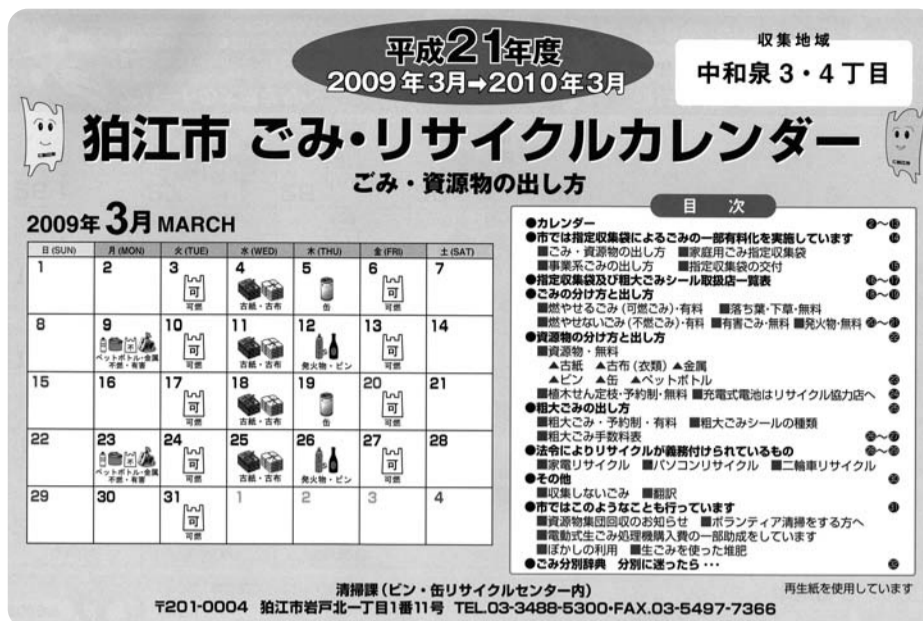 平成21年度
2009年3月→2010年3月
収集地域
中和泉3・4丁目
狛江市 ごみ・リサイクルカレンダー
ごみ・資源物の出し方
2009年 3月 MARCH
日(SUN) 月(MON) 火(TUE) 水(WED) 木(THU) 金(FRI) 土(SAT)
1 2 3 4 5 6 7
可 可
可燃 古紙・古布 缶 可燃
8 9 10 11 12 13 14
可 可
ペットボトル・金属 不燃・有害 可燃 古紙・古布 発火物・ビン 可燃
15 16 17 18 19 20 21
可 可
可燃 古紙・古布 缶 可燃
22 23 24 25 26 27 28
可 可
ペットボトル・金属 不燃・有害 可燃 古紙・古布 発火物・ビン 可燃
29 30 31 1 2 3 4
可
可燃
目 次
●カレンダー ②〜⑬
●市では指定収集袋によるごみの一部有料化を実施しています ⑭
■ごみ・資源物の出し方 ■家庭用ごみ指定収集袋
■事業系ごみの出し方 ■指定収集袋の交付 ⑮
●指定収集袋及び粗大ごみシール取扱店一覧表 ⑯〜⑰
●ごみの分け方と出し方 ⑱〜⑲
■燃やせるごみ(可燃ごみ)・有料 ■落ち葉・下草・無料
■燃やせないごみ(不燃ごみ)・有料 ■有害ごみ・無料 ■発火物・無料 ⑳〜㉑
●資源物の分け方と出し方 ㉒
■資源物・無料
▲古紙 ▲古布(衣類) ▲金属
▲ビン ▲缶 ▲ペットボトル ㉓
■植木せん定枝・予約制・無料 ■充電式電池はリサイクル協力店へ ㉔
●粗大ごみの出し方 ㉕
■粗大ごみ・予約制・有料 ■粗大ごみシールの種類
■粗大ごみ手数料表 ㉖〜㉗
●法令によりリサイクルが義務付けられているもの ㉘〜㉙
■家電リサイクル ■パソコンリサイクル ■二輪車リサイクル
●その他 ㉚
■収集しないごみ ■翻訳
●市ではこのようなことも行っています ㉛
■資源物集団回収のお知らせ ■ボランティア清掃をする方へ
■電動式生ごみ処理機購入費の一部助成をしています
■ぼかしの利用 ■生ごみを使った堆肥
●ごみ分別辞典 分別に迷ったら・・・ ㉜
清掃課(ビン・缶リサイクルセンター内)
再生紙を使用しています
〒201-0004 狛江市岩戸北一丁目1番11号 TEL.03-3488-5300・FAX.03-5497-7366